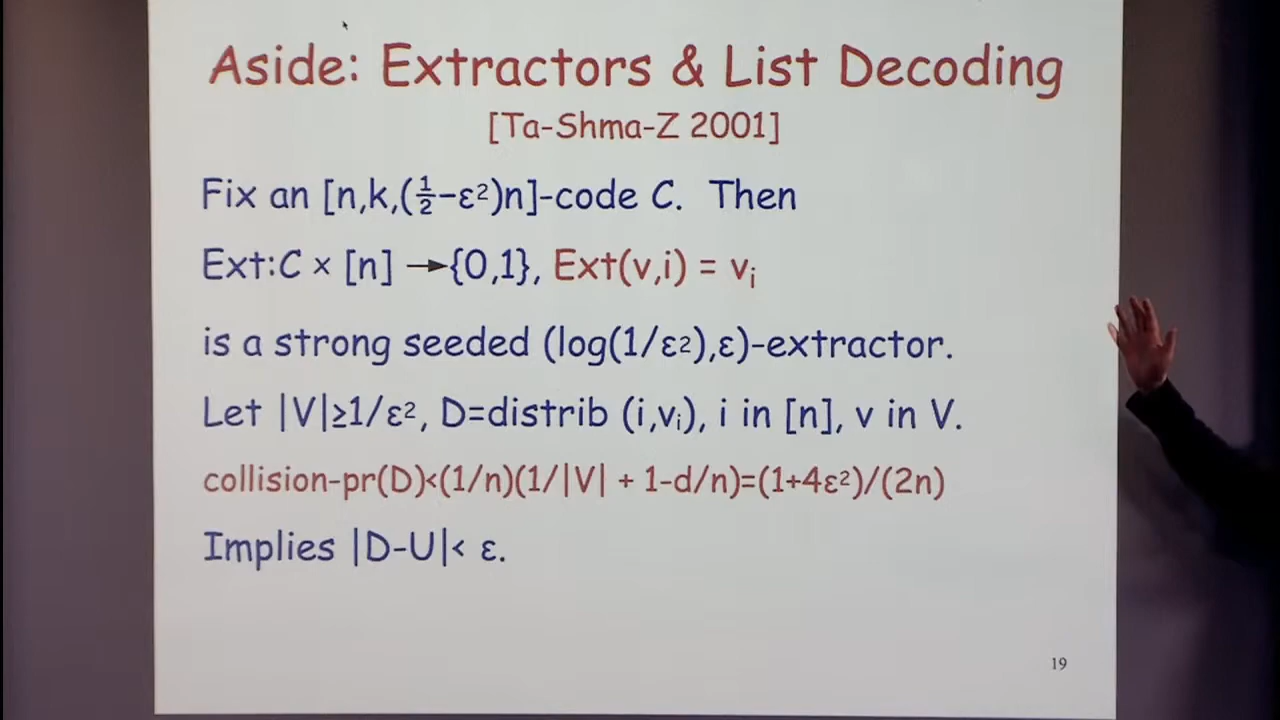 Aside: Extractors & List Decoding
[Ta-Shma-Z 2001]
Fix an [n,k,(½-ε²)n]-code C. Then
Ext:C × [n] →{0,1}, Ext(v,i) = vᵢ
is a strong seeded (log(1/ε²),ε)-extractor.
Let |V|≥1/ε², D=distrib (i,vᵢ), i in [n], v in V.
collision-pr(D)<(1/n)(1/|V| + 1-d/n)=(1+4ε²)/(2n)
Implies |D-U|< ε.
19